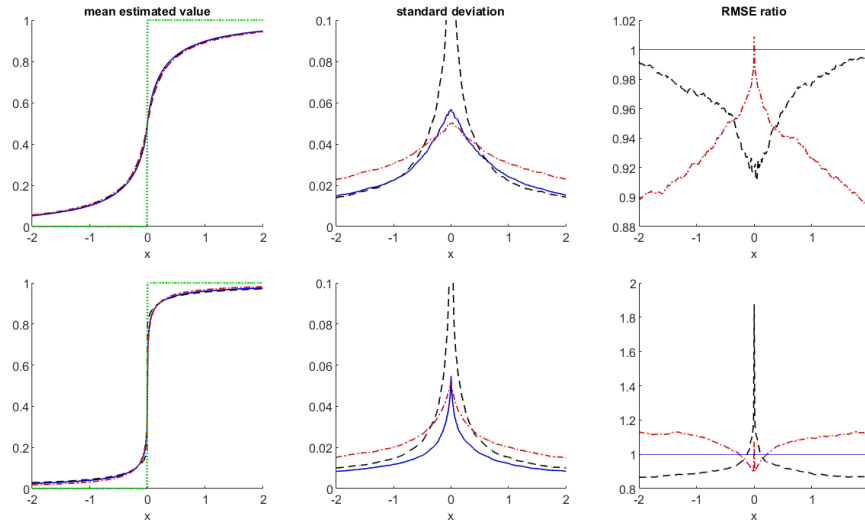 mean estimated value
standard deviation
RMSE ratio
1
0.8
0.6
0.4
0.2
0
-2 -1 0 1 2
x
0.1
0.08
0.06
0.04
0.02
0
-2 -1 0 1 2
x
1.02
1
0.98
0.96
0.94
0.92
0.9
0.88
-2 -1 0 1
x
1
0.8
0.6
0.4
0.2
0
-2 -1 0 1 2
x
0.1
0.08
0.06
0.04
0.02
0
-2 -1 0 1 2
x
2
1.8
1.6
1.4
1.2
1
0.8
-2 -1 0 1
x